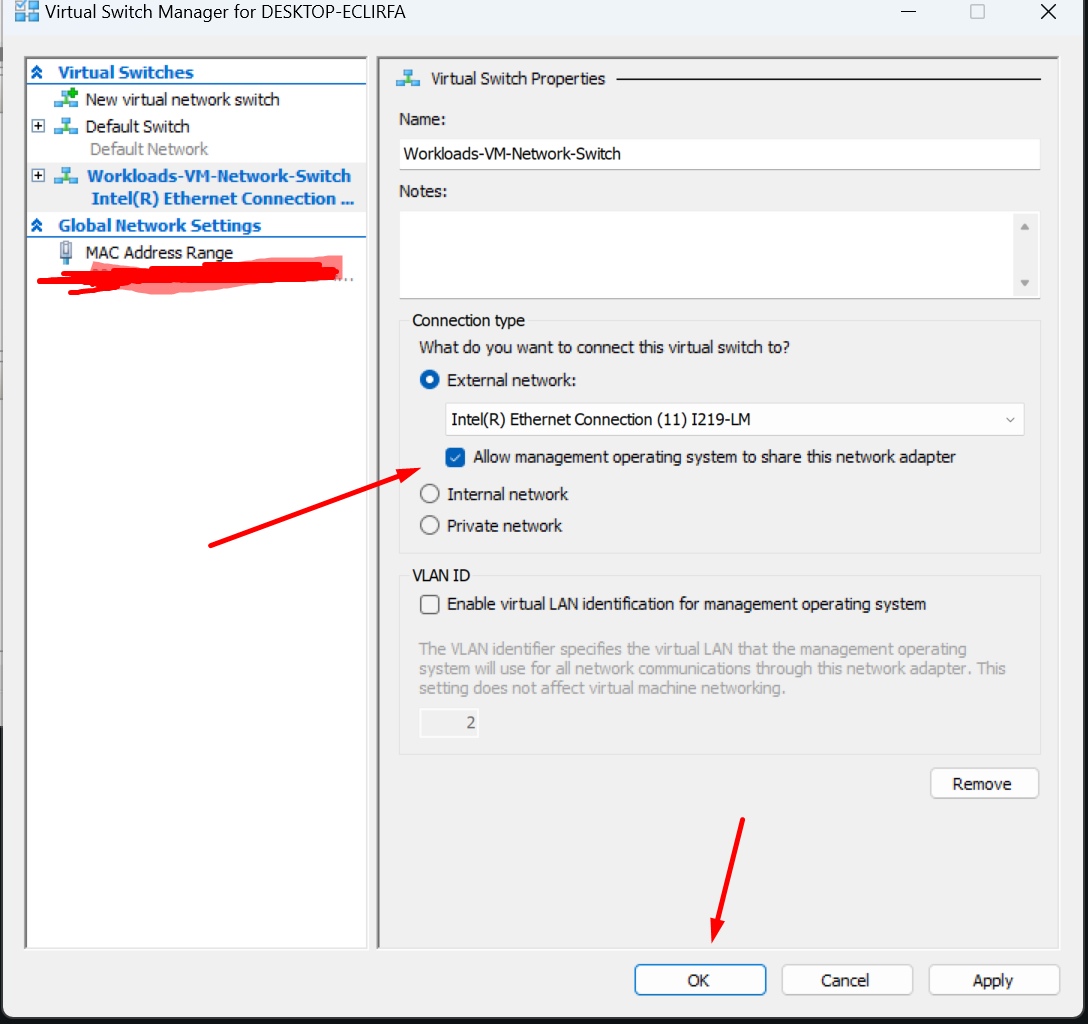 Virtual Switch Manager for DESKTOP-ECLIRFA
Virtual Switches
New virtual network switch
Default Switch
Default Network
Workloads-VM-Network-Switch
Intel(R) Ethernet Connection ...
Global Network Settings
MAC Address Range
Virtual Switch Properties
Name:
Workloads-VM-Network-Switch
Notes:
Connection type
What do you want to connect this virtual switch to?
External network:
Intel(R) Ethernet Connection (11) I219-LM
Allow management operating system to share this network adapter
Internal network
Private network
VLAN ID
Enable virtual LAN identification for management operating system
The VLAN identifier specifies the virtual LAN that the management operating
system will use for all network communications through this network adapter. This
setting does not affect virtual machine networking.
2
Remove
OK
Cancel
Apply